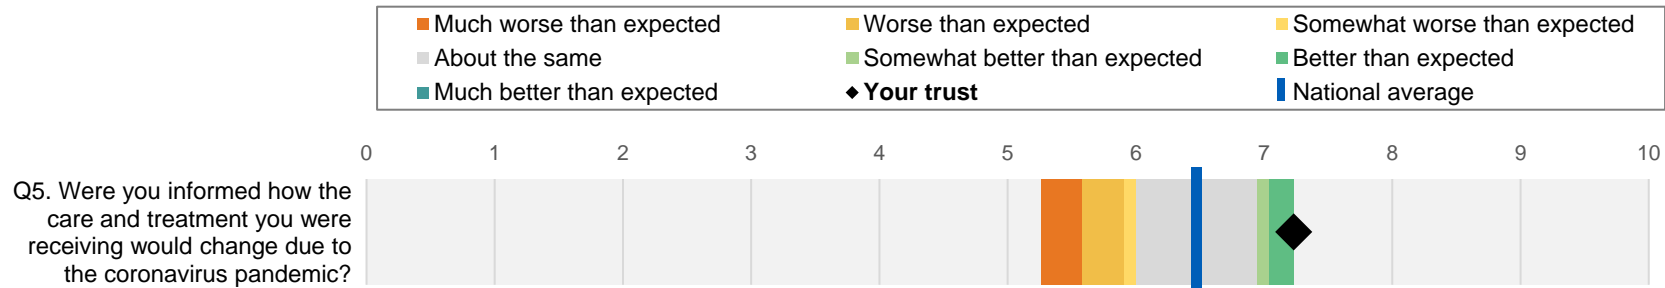 Much worse than expected
Worse than expected
Somewhat worse than expected
About the same
Somewhat better than expected
Better than expected
Much better than expected
Your trust
National average
0 1 2 3 4 5 6 7 8 9 10
Q5. Were you informed how the
care and treatment you were
receiving would change due to
the coronavirus pandemic?